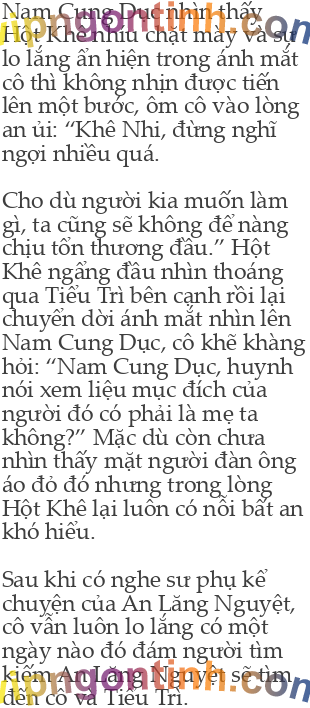 Nam Cung Dục nhìn thấy
Hột Khê nhíu chặt mày và sự
lo lắng ẩn hiện trong ánh mắt
cô thì không nhịn được tiến
lên một bước, ôm cô vào lòng
an ủi: “Khê Nhi, đừng nghĩ
ngợi nhiều quá.
Cho dù người kia muốn làm
gì, ta cũng sẽ không để nàng
chịu tổn thương đâu.” Hột
Khê ngẩng đầu nhìn thoáng
qua Tiểu Trì bên cạnh rồi lại
chuyển dời ánh mắt nhìn lên
Nam Cung Dục, cô khẽ khàng
hỏi: “Nam Cung Dục, huynh
nói xem liệu mục đích của
người đó có phải là mẹ ta
không?” Mặc dù còn chưa
nhìn thấy mặt người đàn ông
áo đỏ đó nhưng trong lòng
Hột Khê lại luôn có nỗi bất an
khó hiểu.
Sau khi có nghe sư phụ kể
chuyện của An Lăng Nguyệt,
cô vẫn luôn lo lắng có một
ngày nào đó đám người tìm
kiếm An Lăng Nguyệt sẽ tìm
đến cô và Tiểu Trì.
vipngontinh.com
vipngontinh.com